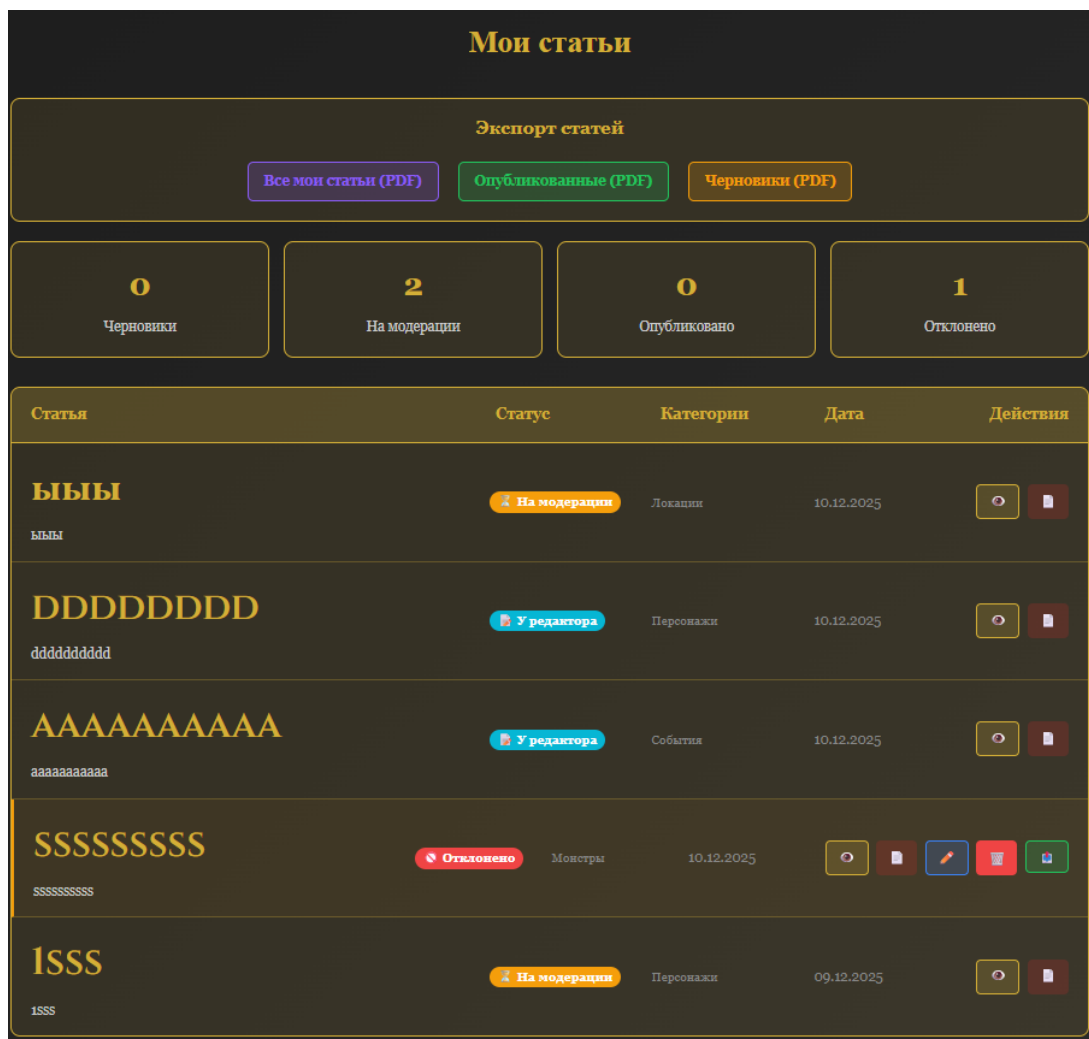 Мои статьи
Экспорт статей
Все мои статьи (PDF) Опубликованные (PDF) Черновики (PDF)
0 2 0 1
Черновики На модерации Опубликовано Отклонено
Статья Статус Категории Дата Действия
ыыы
На модерации Локации 10.12.2025
ыыы
DDDDDDDD
У редактора Персонажи 10.12.2025
dddddddddd
AAAAAAAAAA
У редактора События 10.12.2025
aaaaaaaaaaa
SSSSSSSSS
Отклонено Монстры 10.12.2025
ssssssssss
1SSS
На модерации Персонажи 09.12.2025
1sss